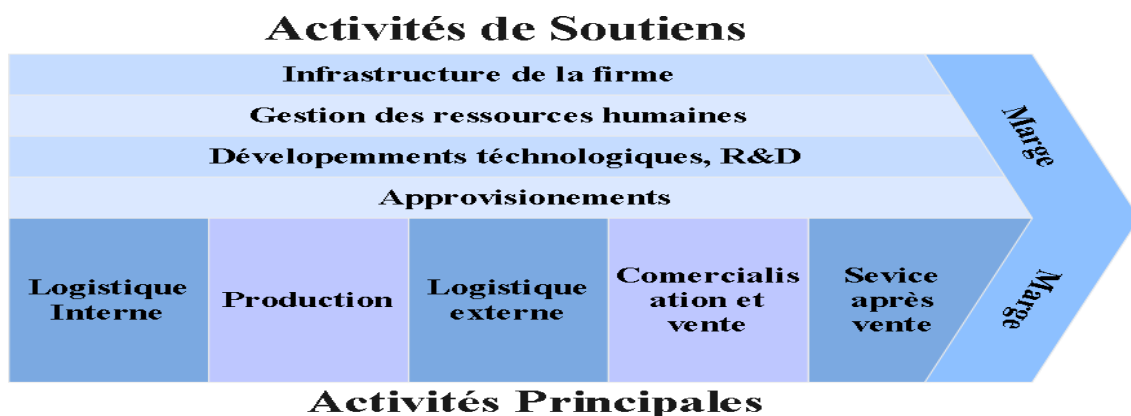 Activités de Soutiens
Infrastructure de la firme
Gestion des ressources humaines
Dévelopemments téchnologiques, R&D
Approvisionements
Marge
Logistique
Interne
Production
Logistique
externe
Comercialis
ation et
vente
Sevice
après
vente
Marge
Activités Principales